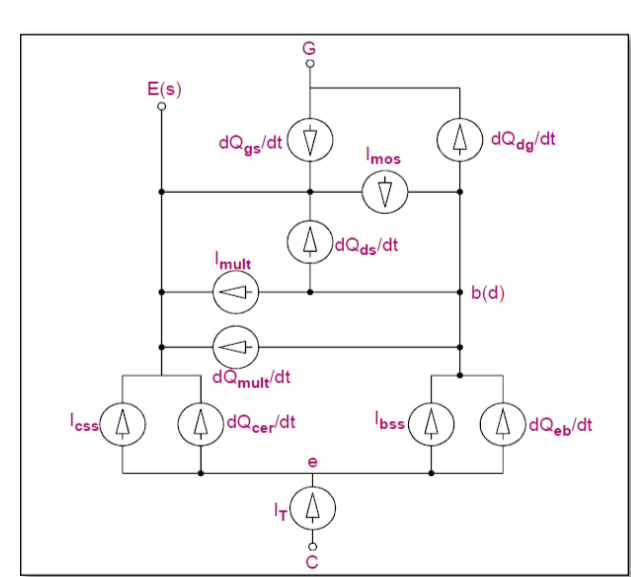 G
E(s)
dQgs/dt
dQdg/dt
Imos
dQds/dt
Imult
b(d)
dQmult/dt
Icss
dQcer/dt
Ibss
dQeb/dt
e
IT
C